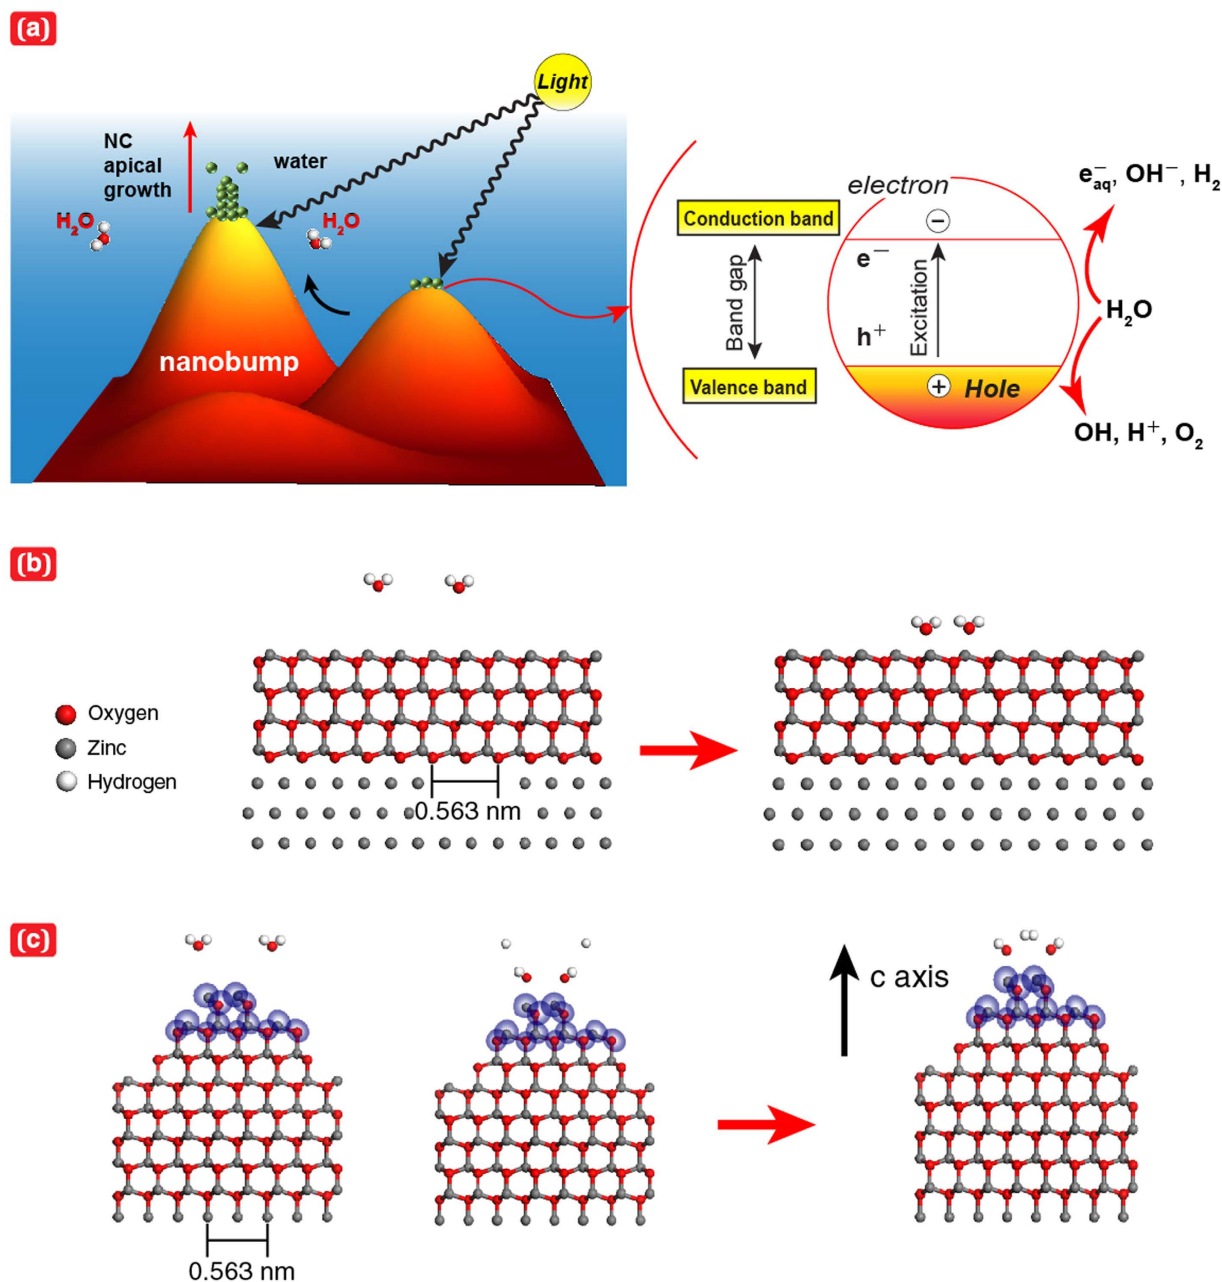 (a)
Light
NC
apical
growth
water
H₂O
H₂O
nanobump
Conduction band
Band gap
Valence band
electron
−
e⁻
h⁺
Excitation
+
Hole
e⁻aq, OH⁻, H₂
H₂O
OH, H⁺, O₂
(b)
Oxygen
Zinc
Hydrogen
0.563 nm
(c)
c axis
0.563 nm